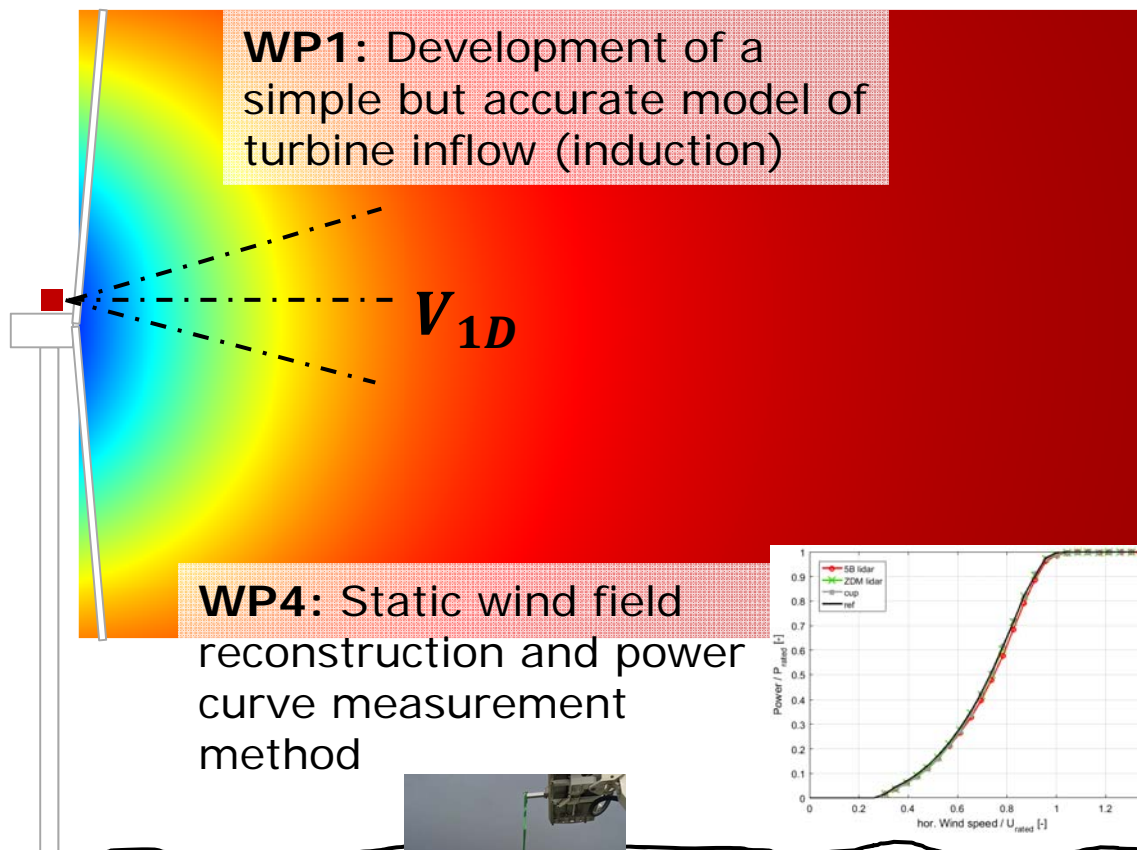 WP1: Development of a
simple but accurate model of
turbine inflow (induction)
V1D
WP4: Static wind field
reconstruction and power
curve measurement
method
5B lidar
ZDM lidar
cup
ref
Power / Prated [-]
1
0.9
0.8
0.7
0.6
0.5
0.4
0.3
0.2
0.1
0
0 0.2 0.4 0.6 0.8 1 1.2
hor. Wind speed / Urated [-]